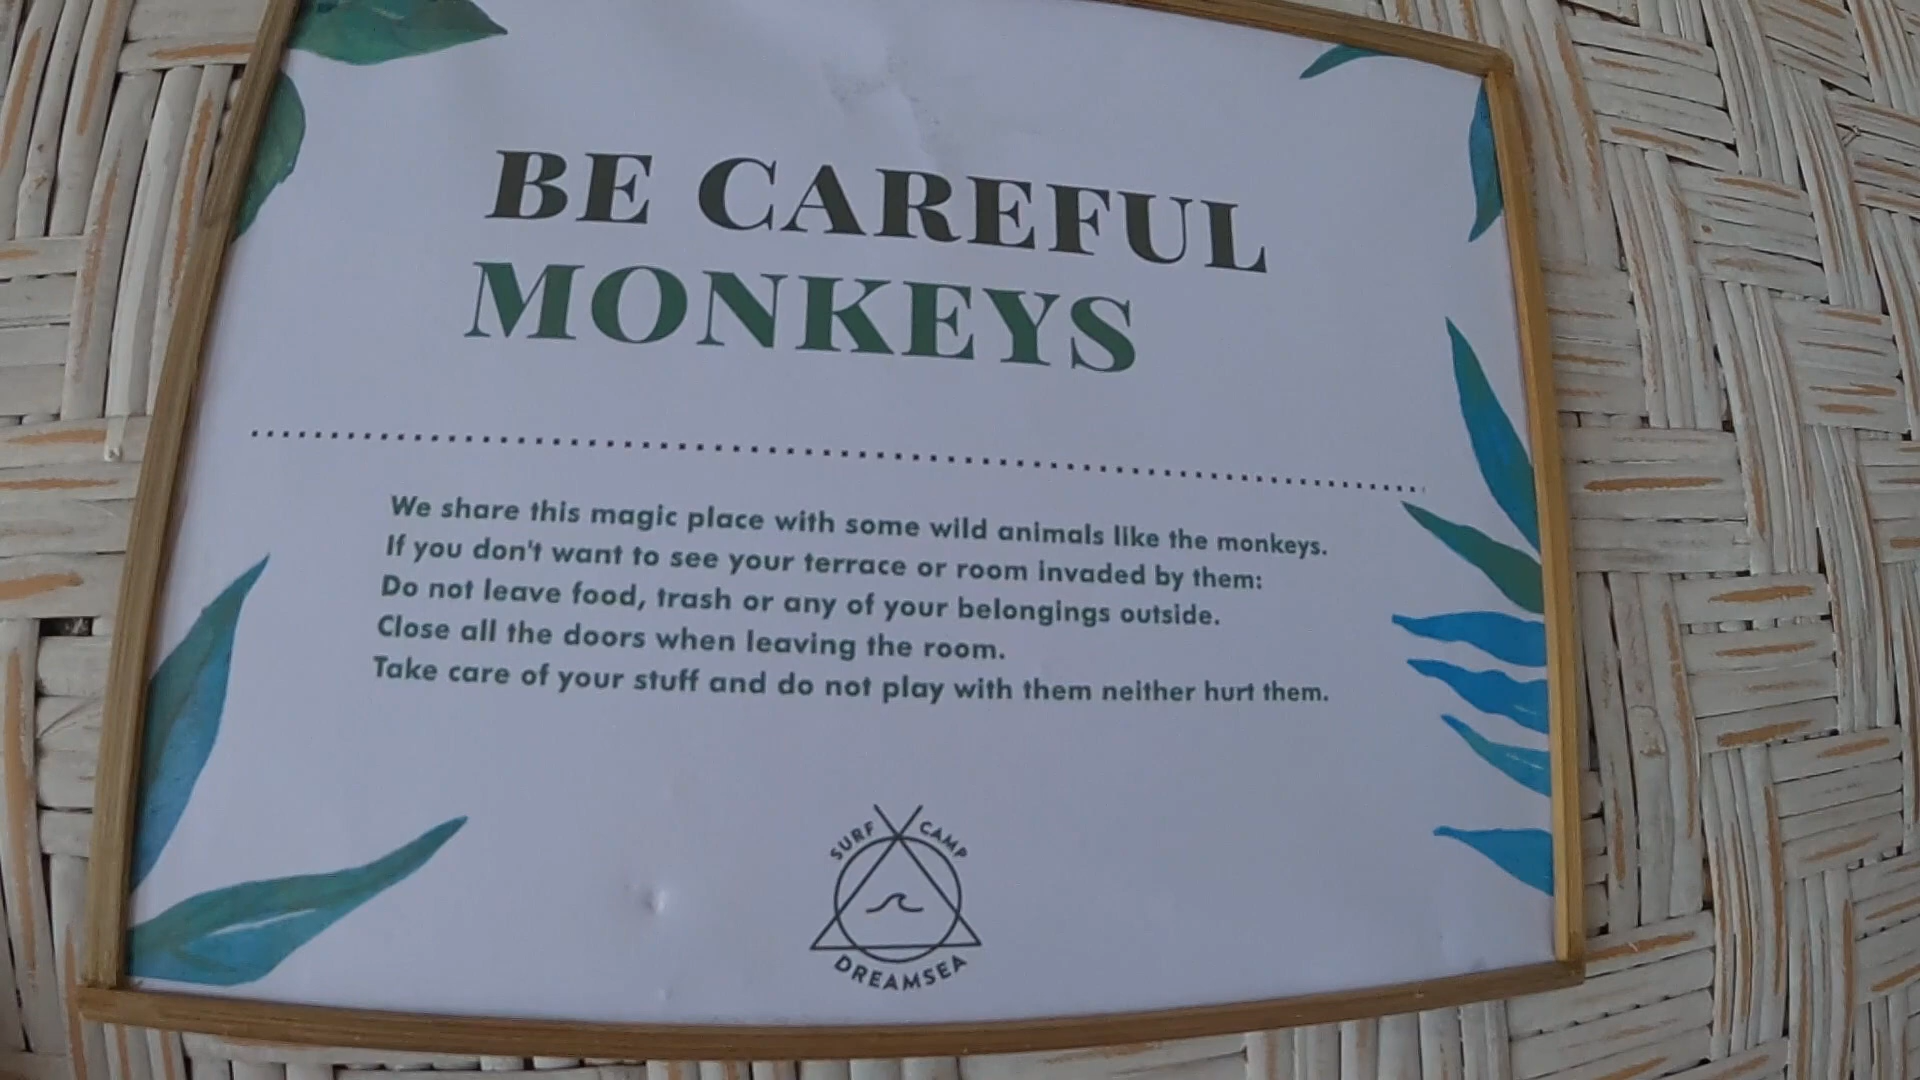 BE CAREFUL
MONKEYS
We share this magic place with some wild animals like the monkeys.
If you don't want to see your terrace or room invaded by them:
Do not leave food, trash or any of your belongings outside.
Close all the doors when leaving the room.
Take care of your stuff and do not play with them neither hurt them.
SURF CAMP
DREAMSEA